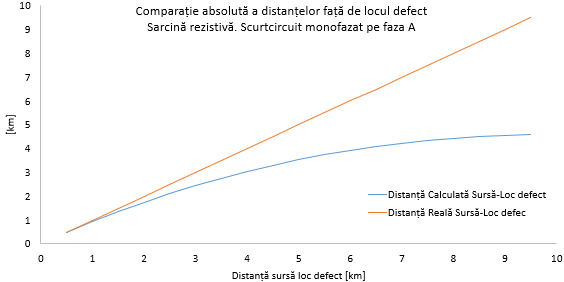 Comparație absolută a distanțelor față de locul defect
Sarcină rezistivă. Scurtcircuit monofazat pe faza A
10
9
8
7
6
5
4
3
2
1
0
[km]
Distanță Calculată Sursă-Loc defect
Distanță Reală Sursă-Loc defec
0 1 2 3 4 5 6 7 8 9 10
Distanță sursă loc defect [km]